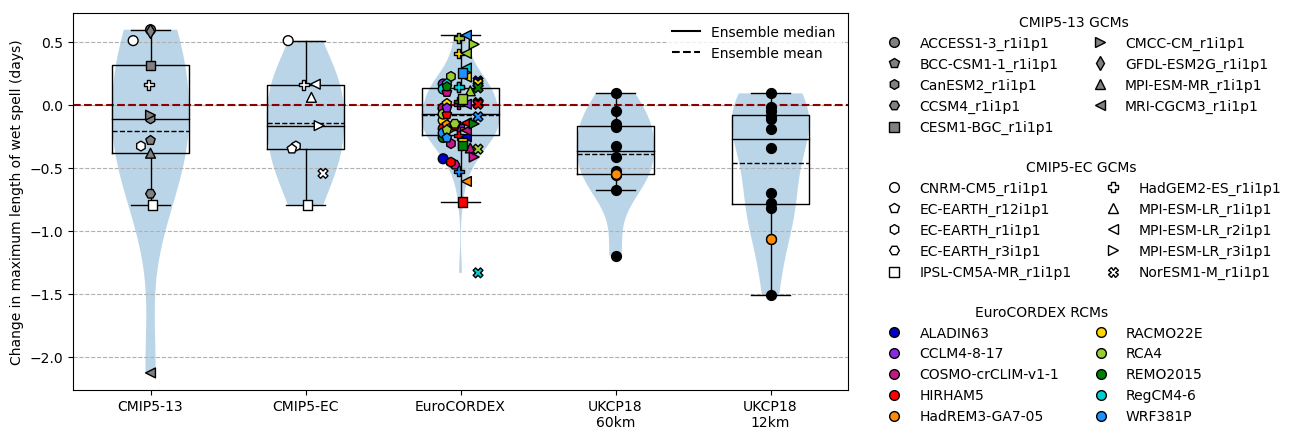 Change in maximum length of wet spell (days)
0.5
0.0
−0.5
−1.0
−1.5
−2.0
CMIP5-13
CMIP5-EC
EuroCORDEX
UKCP18
60km
UKCP18
12km
Ensemble median
Ensemble mean
CMIP5-13 GCMs
ACCESS1-3_r1i1p1
BCC-CSM1-1_r1i1p1
CanESM2_r1i1p1
CCSM4_r1i1p1
CESM1-BGC_r1i1p1
CMCC-CM_r1i1p1
GFDL-ESM2G_r1i1p1
MPI-ESM-MR_r1i1p1
MRI-CGCM3_r1i1p1
CMIP5-EC GCMs
CNRM-CM5_r1i1p1
EC-EARTH_r12i1p1
EC-EARTH_r1i1p1
EC-EARTH_r3i1p1
IPSL-CM5A-MR_r1i1p1
HadGEM2-ES_r1i1p1
MPI-ESM-LR_r1i1p1
MPI-ESM-LR_r2i1p1
MPI-ESM-LR_r3i1p1
NorESM1-M_r1i1p1
EuroCORDEX RCMs
ALADIN63
CCLM4-8-17
COSMO-crCLIM-v1-1
HIRHAM5
HadREM3-GA7-05
RACMO22E
RCA4
REMO2015
RegCM4-6
WRF381P